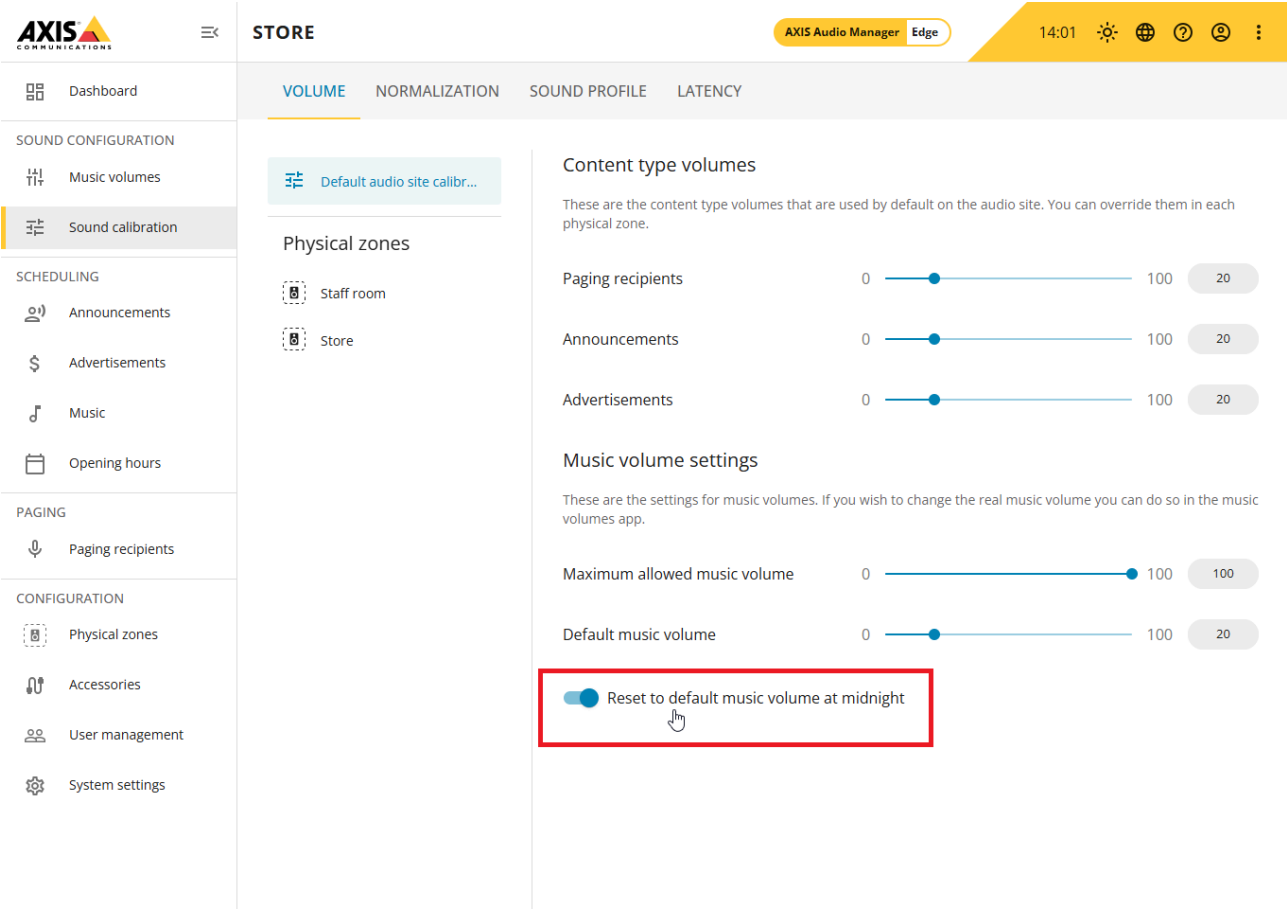 AXIS
COMMUNICATIONS
STORE
AXIS Audio Manager Edge
14:01
Dashboard
SOUND CONFIGURATION
Music volumes
Sound calibration
SCHEDULING
Announcements
Advertisements
Music
Opening hours
PAGING
Paging recipients
CONFIGURATION
Physical zones
Accessories
User management
System settings
VOLUME NORMALIZATION SOUND PROFILE LATENCY
Default audio site calibr...
Physical zones
Staff room
Store
Content type volumes
These are the content type volumes that are used by default on the audio site. You can override them in each
physical zone.
Paging recipients 0 100 20
Announcements 0 100 20
Advertisements 0 100 20
Music volume settings
These are the settings for music volumes. If you wish to change the real music volume you can do so in the music
volumes app.
Maximum allowed music volume 0 100 100
Default music volume 0 100 20
Reset to default music volume at midnight